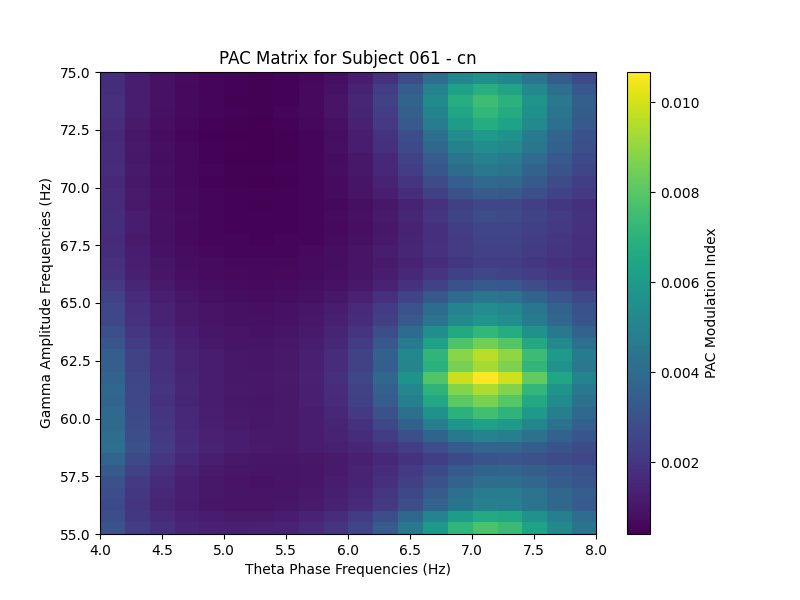 PAC Matrix for Subject 061 - cn
75.0
72.5
70.0
67.5
65.0
62.5
60.0
57.5
55.0
Gamma Amplitude Frequencies (Hz)
4.0 4.5 5.0 5.5 6.0 6.5 7.0 7.5 8.0
Theta Phase Frequencies (Hz)
0.010
0.008
0.006
0.004
0.002
PAC Modulation Index